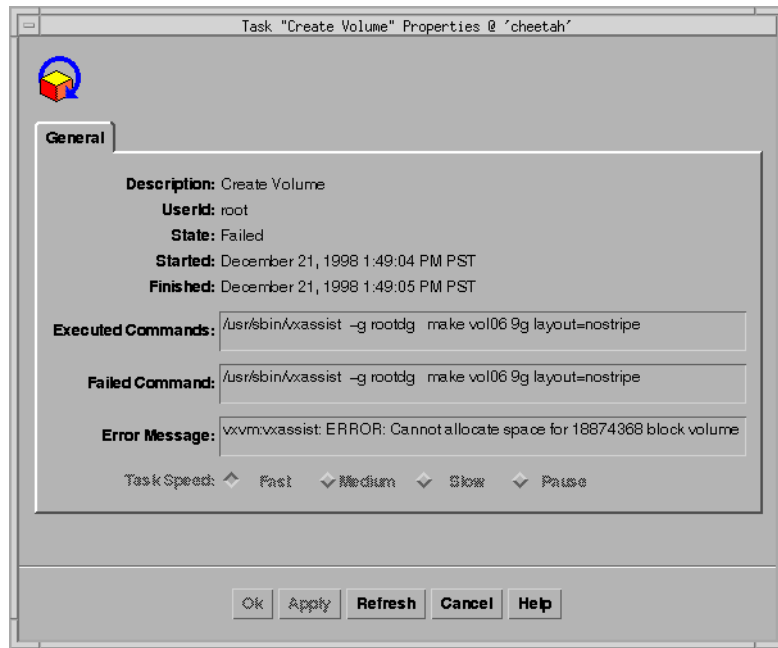 Task "Create Volume" Properties @ 'cheetah'
General
Description: Create Volume
UserId: root
State: Failed
Started: December 21, 1998 1:49:04 PM PST
Finished: December 21, 1998 1:49:05 PM PST
Executed Commands: /usr/sbin/vxassist -g rootdg make vol06 9g layout=nostripe
Failed Command: /usr/sbin/vxassist -g rootdg make vol06 9g layout=nostripe
Error Message: vxvm:vxassist: ERROR: Cannot allocate space for 18874368 block volume
Task Speed: Fast Medium Slow Pause
Ok Apply Refresh Cancel Help